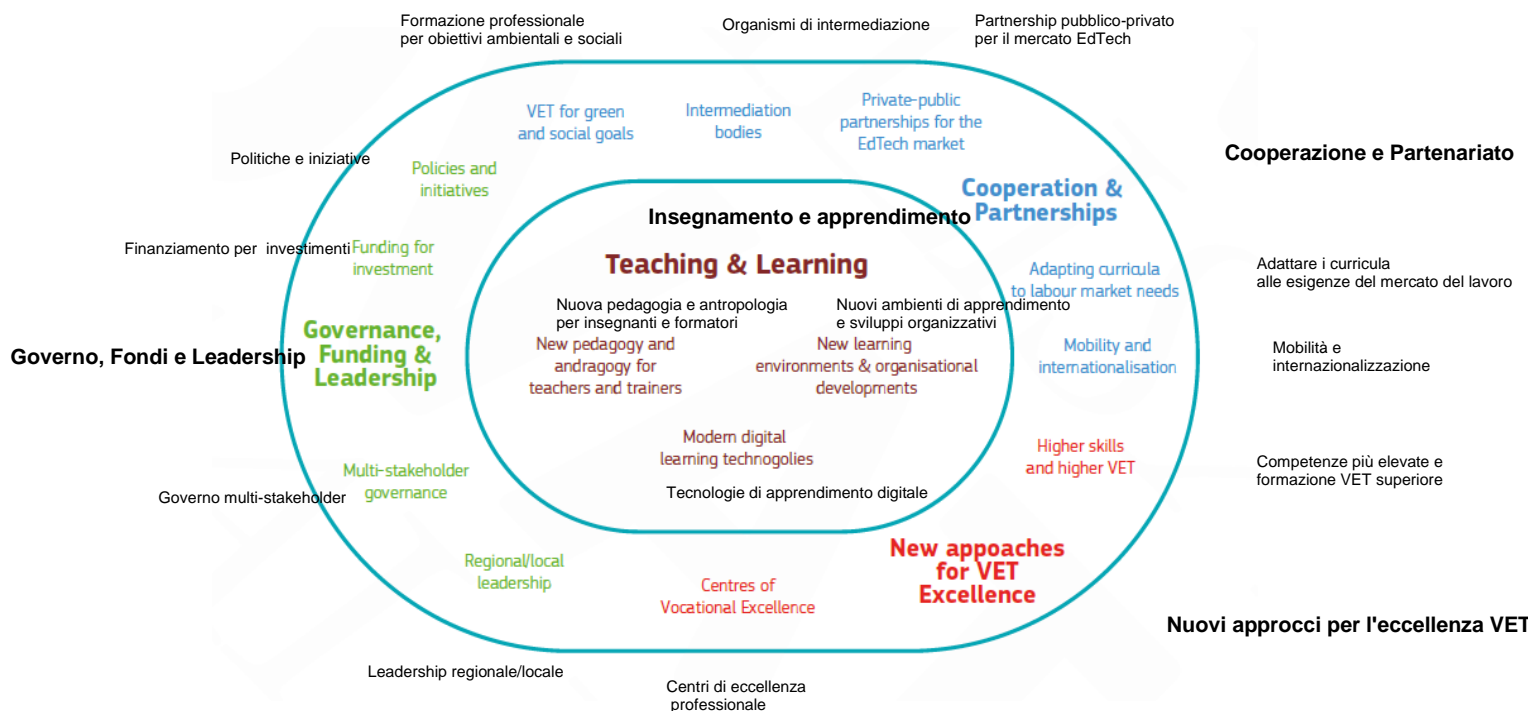 Formazione professionale
per obiettivi ambientali e sociali
Organismi di intermediazione
Partnership pubblico-privato
per il mercato EdTech
VET for green
and social goals
Intermediation
bodies
Private-public
partnerships for the
EdTech market
Politiche e iniziative
Policies and
initiatives
Cooperazione e Partenariato
Cooperation &
Partnerships
Insegnamento e apprendimento
Teaching & Learning
Finanziamento per  investimenti
Funding for
investment
Adapting curricula
to labour market needs
Adattare i curricula
alle esigenze del mercato del lavoro
Nuova pedagogia e antropologia
per insegnanti e formatori
Nuovi ambienti di apprendimento
e sviluppi organizzativi
Governo, Fondi e Leadership
Governance,
Funding &
Leadership
New pedagogy and
andragogy for
teachers and trainers
New learning
environments & organisational
developments
Mobility and
internationalisation
Mobilità e
internazionalizzazione
Modern digital
learning technogolies
Tecnologie di apprendimento digitale
Higher skills
and higher VET
Competenze più elevate e
formazione VET superiore
Multi-stakeholder
governance
Governo multi-stakeholder
Regional/local
leadership
Centres of
Vocational Excellence
New appoaches
for VET
Excellence
Nuovi approcci per l'eccellenza VET
Leadership regionale/locale
Centri di eccellenza
professionale